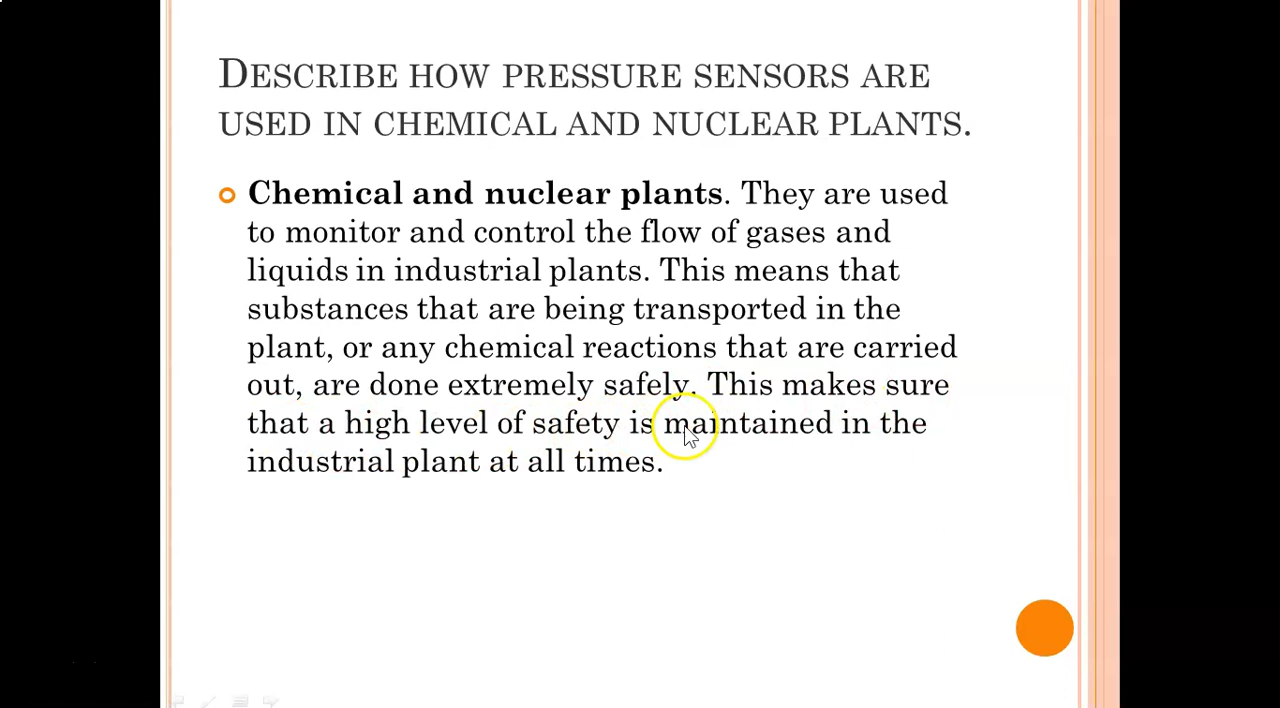 DESCRIBE HOW PRESSURE SENSORS ARE
USED IN CHEMICAL AND NUCLEAR PLANTS.
Chemical and nuclear plants. They are used
to monitor and control the flow of gases and
liquids in industrial plants. This means that
substances that are being transported in the
plant, or any chemical reactions that are carried
out, are done extremely safely. This makes sure
that a high level of safety is maintained in the
industrial plant at all times.